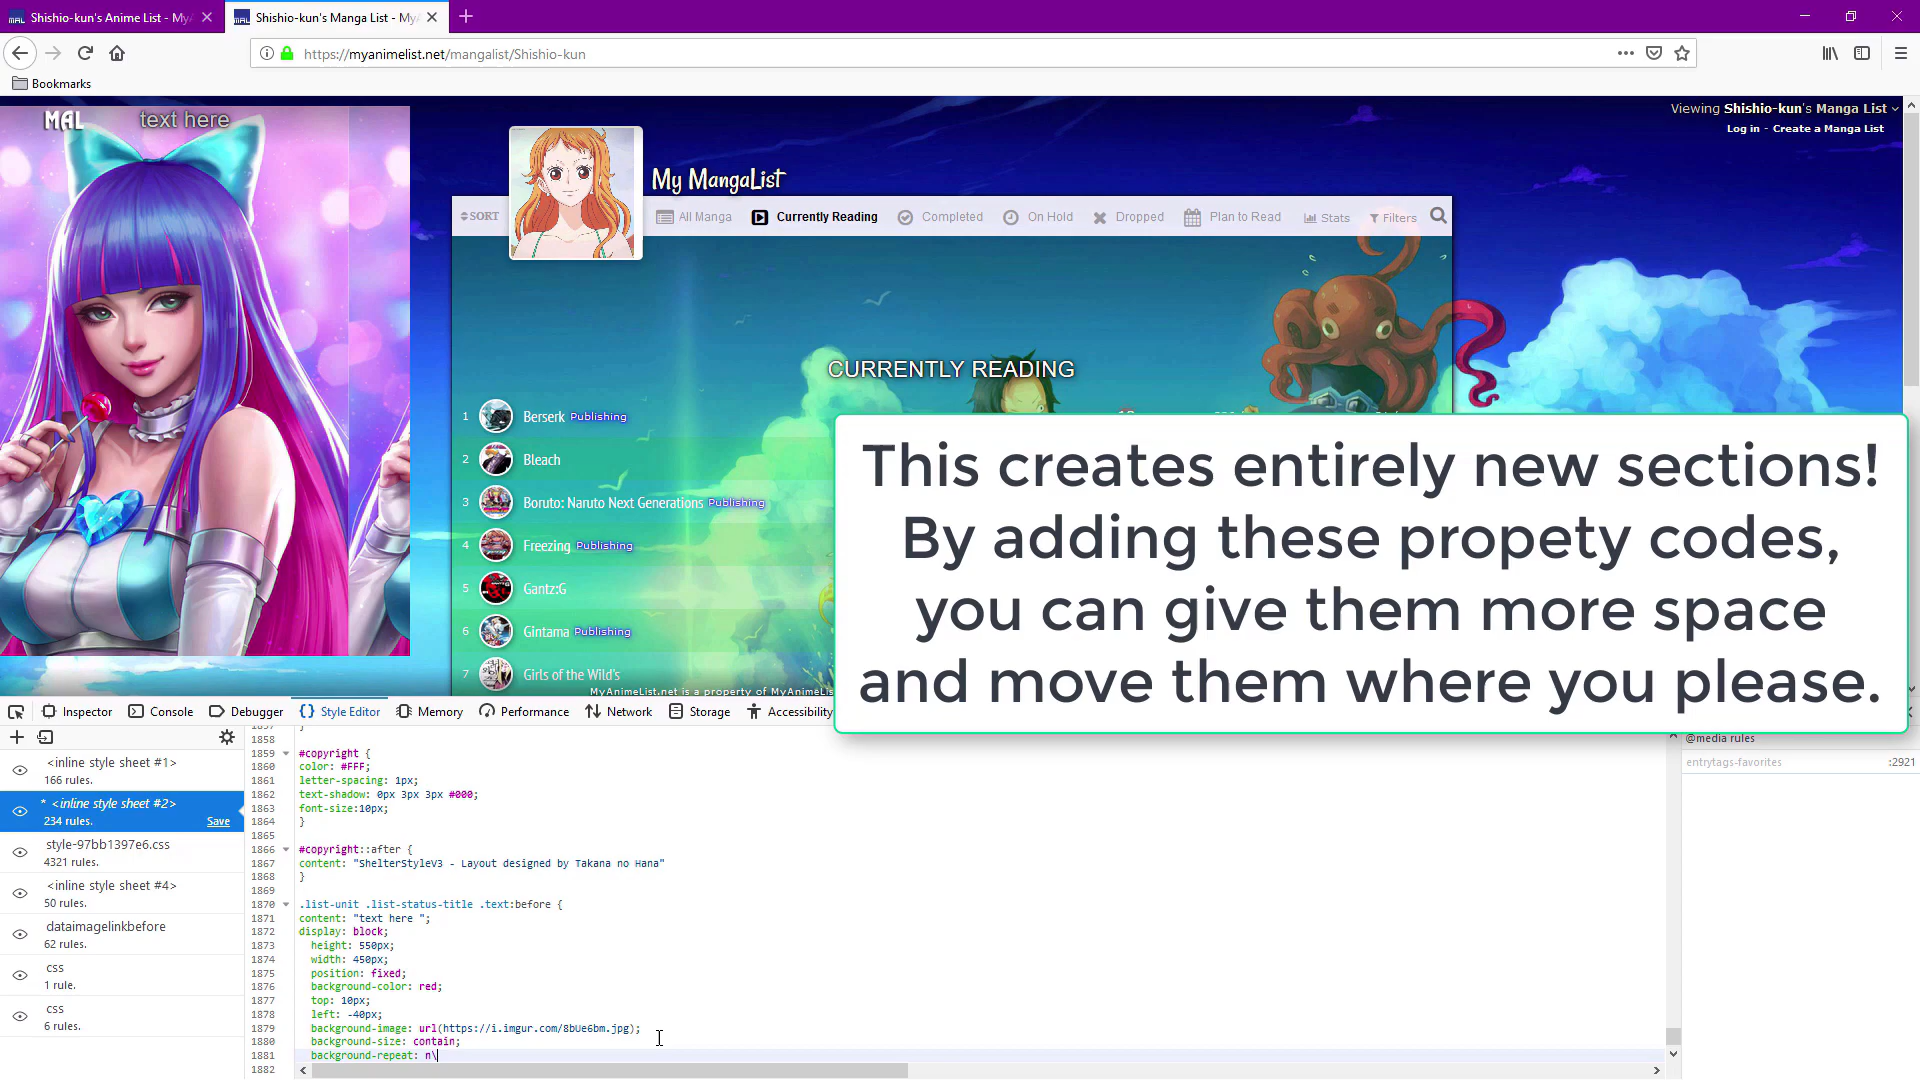 Shishio-kun's Anime List - My
Shishio-kun's Manga List - My
https://myanimelist.net/mangalist/Shishio-kun
Bookmarks
MAL
text here
Viewing Shishio-kun's Manga List
Log in - Create a Manga List
My MangaList
SORT
All Manga
Currently Reading
Completed
On Hold
Dropped
Plan to Read
Stats
Filters
CURRENTLY READING
1 Berserk Publishing
2 Bleach
3 Boruto: Naruto Next Generations Publishing
4 Freezing Publishing
5 Gantz:G
6 Gintama Publishing
7 Girls of the Wild's
MyAnimeList.net is a property of MyAnimeLi
This creates entirely new sections!
By adding these propety codes,
you can give them more space
and move them where you please.
Inspector
Console
Debugger
Style Editor
Memory
Performance
Network
Storage
Accessibility
<inline style sheet #1>
166 rules.
* <inline style sheet #2>
234 rules.
Save
style-97bb1397e6.css
4321 rules.
<inline style sheet #4>
50 rules.
dataimagelinkbefore
62 rules.
css
1 rule.
css
6 rules.
1858
1859 #copyright {
1860 color: #FFF;
1861 letter-spacing: 1px;
1862 text-shadow: 0px 3px 3px #000;
1863 font-size:10px;
1864 }
1865
1866 #copyright::after {
1867 content: "ShelterStyleV3 - Layout designed by Takana no Hana"
1868 }
1869
1870 .list-unit .list-status-title .text:before {
1871 content: "text here ";
1872 display: block;
1873 height: 550px;
1874 width: 450px;
1875 position: fixed;
1876 background-color: red;
1877 top: 10px;
1878 left: -40px;
1879 background-image: url(https://i.imgur.com/8bUe6bm.jpg);
1880 background-size: contain;
1881 background-repeat: n\
1882
@media rules
entrytags-favorites :2921